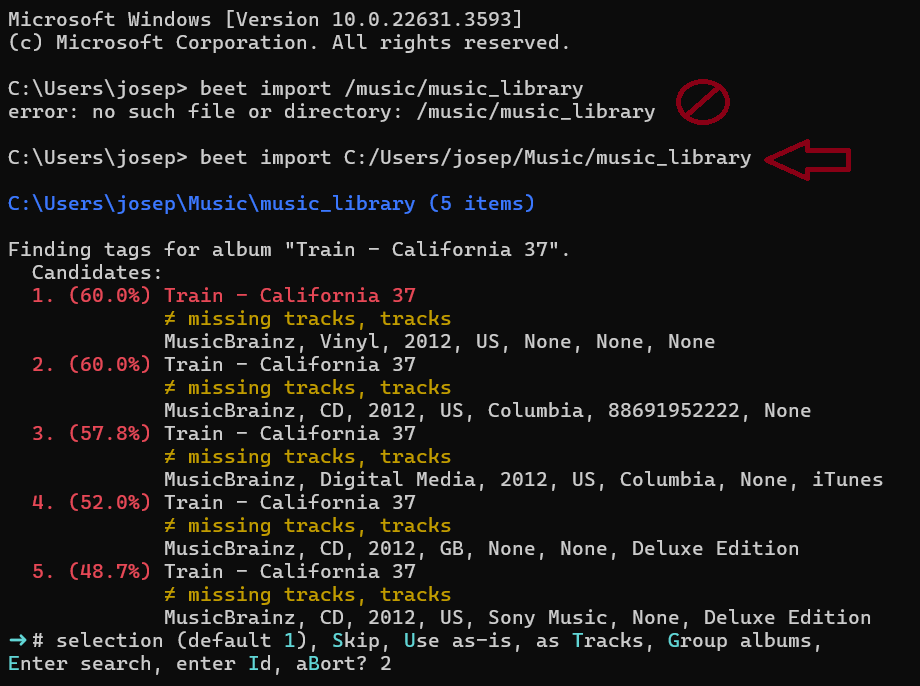 Microsoft Windows [Version 10.0.22631.3593]
(c) Microsoft Corporation. All rights reserved.
C:\Users\josep> beet import /music/music_library
error: no such file or directory: /music/music_library
C:\Users\josep> beet import C:/Users/josep/Music/music_library
C:\Users\josep\Music\music_library (5 items)
Finding tags for album "Train - California 37".
Candidates:
1. (60.0%) Train - California 37
≠ missing tracks, tracks
MusicBrainz, Vinyl, 2012, US, None, None, None
2. (60.0%) Train - California 37
≠ missing tracks, tracks
MusicBrainz, CD, 2012, US, Columbia, 88691952222, None
3. (57.8%) Train - California 37
≠ missing tracks, tracks
MusicBrainz, Digital Media, 2012, US, Columbia, None, iTunes
4. (52.0%) Train - California 37
≠ missing tracks, tracks
MusicBrainz, CD, 2012, GB, None, None, Deluxe Edition
5. (48.7%) Train - California 37
≠ missing tracks, tracks
MusicBrainz, CD, 2012, US, Sony Music, None, Deluxe Edition
➜ # selection (default 1), Skip, Use as-is, as Tracks, Group albums,
Enter search, enter Id, aBort? 2